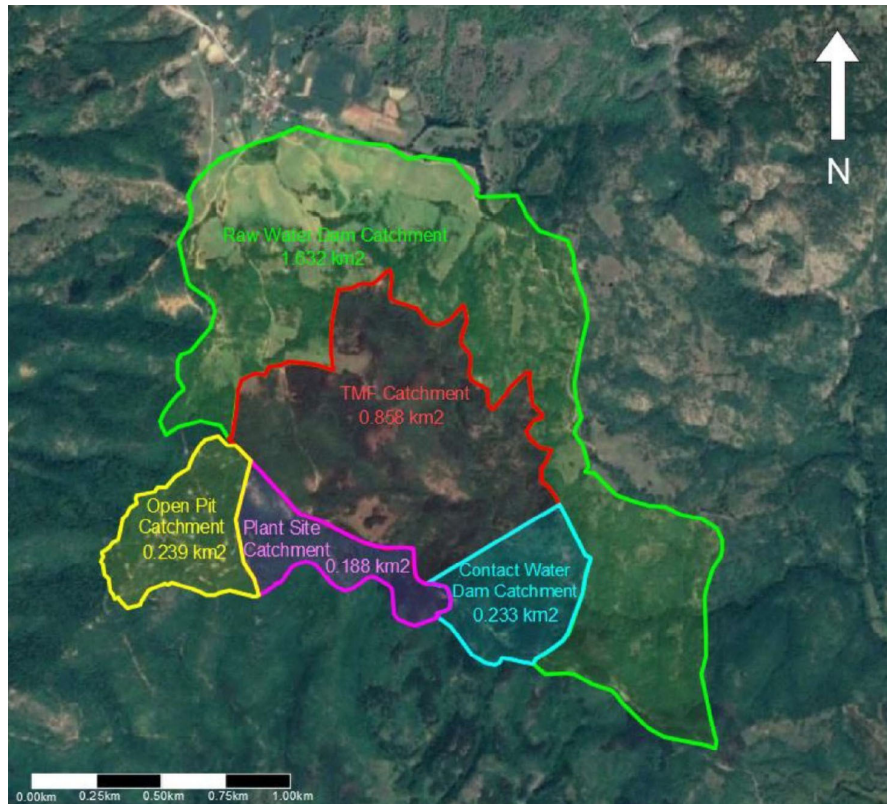 N
Raw Water Dam Catchment
1.632 km2
TMF Catchment
0.858 km2
Open Pit
Catchment
0.239 km2
Plant Site
Catchment
0.188 km2
Contact Water
Dam Catchment
0.233 km2
0.00km 0.25km 0.50km 0.75km 1.00km